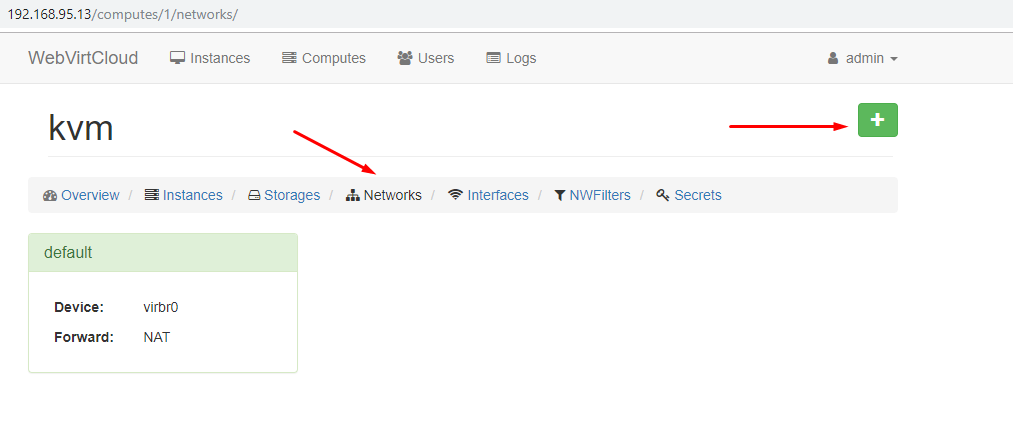 192.168.95.13/computes/1/networks/
WebVirtCloud Instances Computes Users Logs admin
kvm
Overview / Instances / Storages / Networks / Interfaces / NWFilters / Secrets
default
Device: virbr0
Forward: NAT